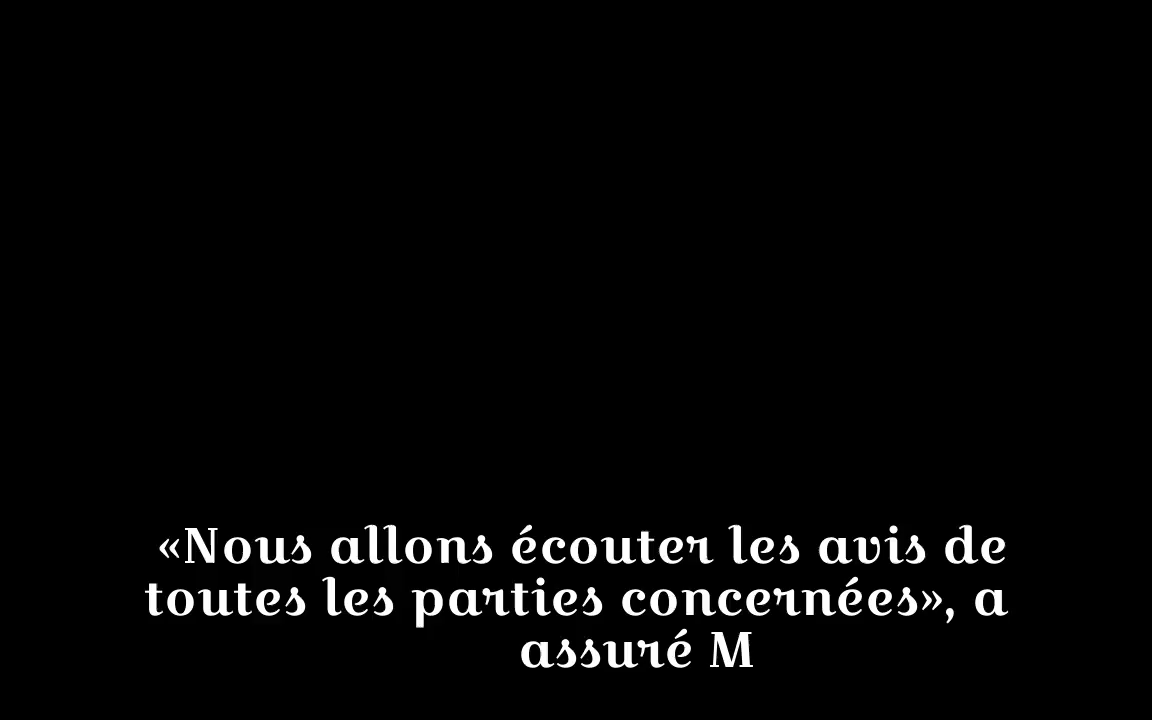 «Nous allons écouter les avis de
toutes les parties concernées», a
assuré M